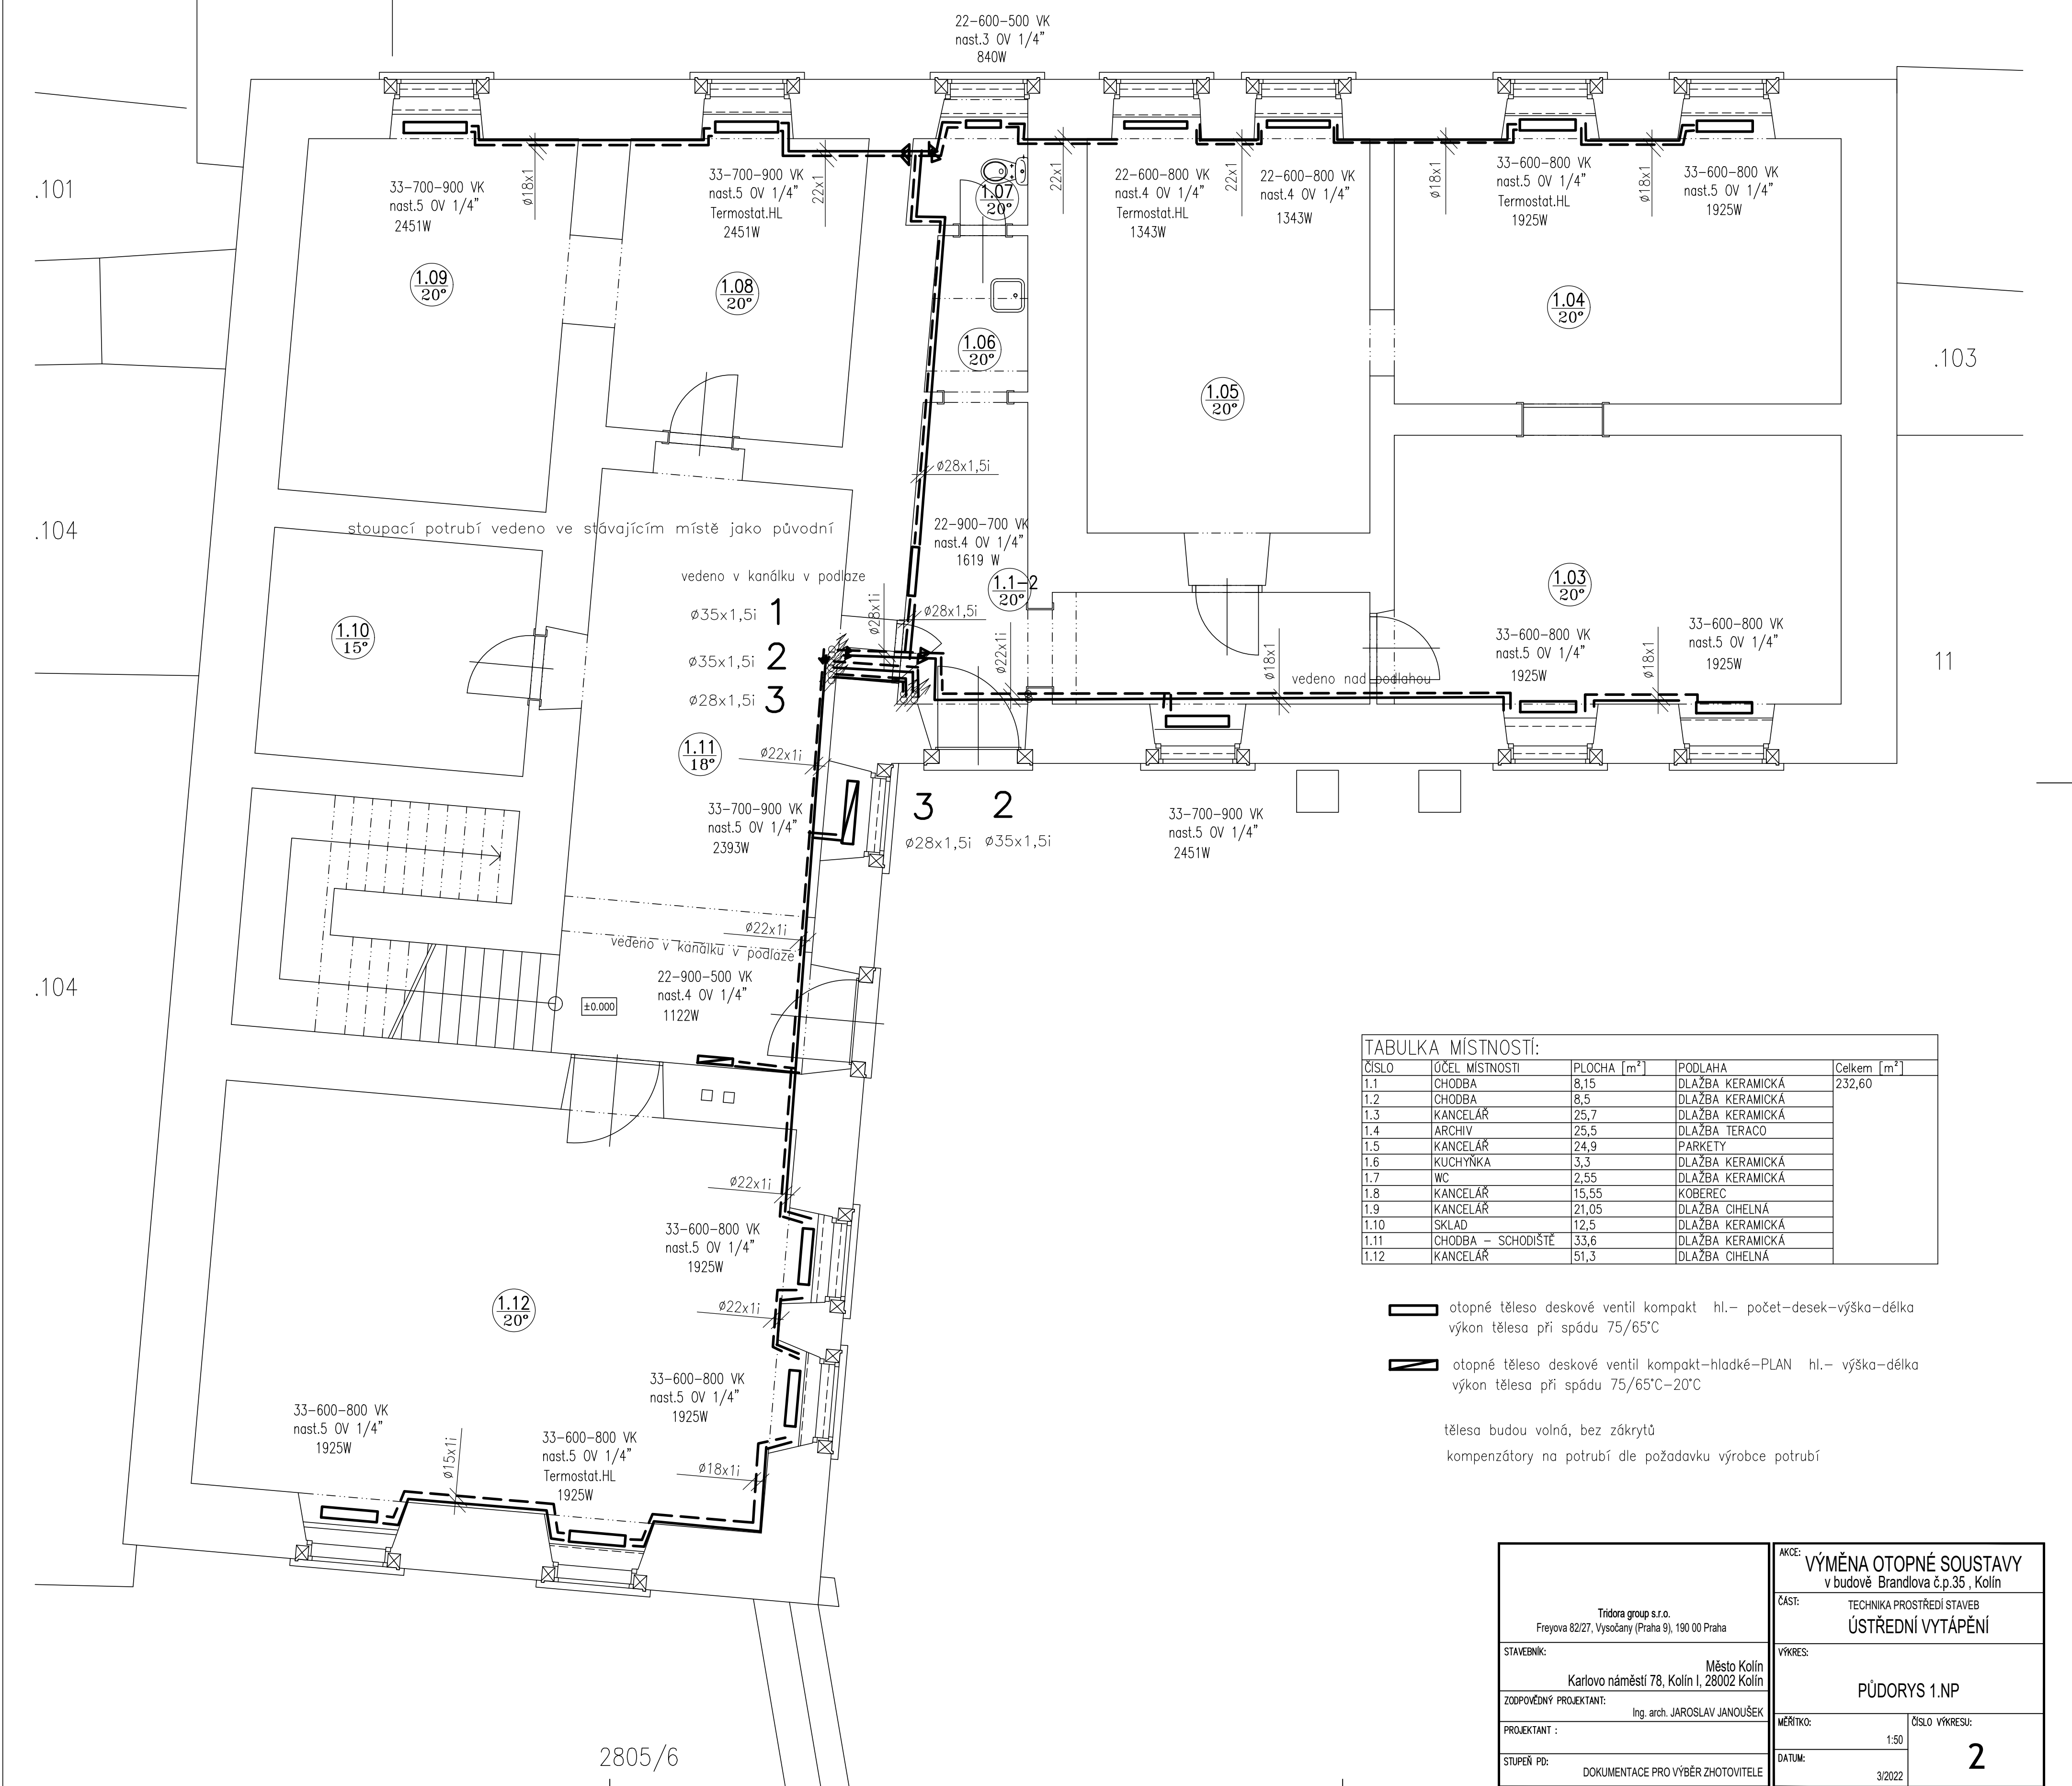 22-600-500 VK
nast.3 OV 1/4"
840W
.101
33-700-900 VK
nast.5 OV 1/4"
2451W
ø18x1
33-700-900 VK
nast.5 OV 1/4"
Termostat.HL
2451W
22x1
1.07
20°
22x1
22-600-800 VK
nast.4 OV 1/4"
Termostat.HL
1343W
22x1
22-600-800 VK
nast.4 OV 1/4"
1343W
ø18x1
33-600-800 VK
nast.5 OV 1/4"
Termostat.HL
1925W
ø18x1
33-600-800 VK
nast.5 OV 1/4"
1925W
1.09
20°
1.08
20°
1.06
20°
1.04
20°
.103
1.05
20°
ø28x1,5i
.104
stoupací potrubí vedeno ve stávajícím místě jako původní
22-900-700 VK
nast.4 OV 1/4"
1619 W
vedeno v kanálku v podlaze
1.1-2
20°
1.03
20°
ø35x1,5i 1
ø28x1i
ø28x1,5i
1.10
15°
ø35x1,5i 2
ø22x1i
ø28x1,5i 3
ø18x1
vedeno nad podlahou
33-600-800 VK
nast.5 OV 1/4"
1925W
ø18x1
33-600-800 VK
nast.5 OV 1/4"
1925W
11
1.11
18°
ø22x1i
33-700-900 VK
nast.5 OV 1/4"
2393W
3 2
ø28x1,5i ø35x1,5i
33-700-900 VK
nast.5 OV 1/4"
2451W
ø22x1i
vedeno v kanálku v podlaze
22-900-500 VK
nast.4 OV 1/4"
1122W
.104
±0.000
TABULKA MÍSTNOSTÍ:
ČÍSLO ÚČEL MÍSTNOSTI PLOCHA [m²] PODLAHA Celkem [m²]
1.1 CHODBA 8,15 DLAŽBA KERAMICKÁ 232,60
1.2 CHODBA 8,5 DLAŽBA KERAMICKÁ
1.3 KANCELÁŘ 25,7 DLAŽBA KERAMICKÁ
1.4 ARCHIV 25,5 DLAŽBA TERACO
1.5 KANCELÁŘ 24,9 PARKETY
1.6 KUCHYŇKA 3,3 DLAŽBA KERAMICKÁ
1.7 WC 2,55 DLAŽBA KERAMICKÁ
1.8 KANCELÁŘ 15,55 KOBEREC
1.9 KANCELÁŘ 21,05 DLAŽBA CIHELNÁ
1.10 SKLAD 12,5 DLAŽBA KERAMICKÁ
1.11 CHODBA - SCHODIŠTĚ 33,6 DLAŽBA KERAMICKÁ
1.12 KANCELÁŘ 51,3 DLAŽBA CIHELNÁ
ø22x1i
33-600-800 VK
nast.5 OV 1/4"
1925W
1.12
20°
ø22x1i
otopné těleso deskové ventil kompakt hl.- počet-desek-výška-délka
výkon tělesa při spádu 75/65°C
otopné těleso deskové ventil kompakt-hladké-PLAN hl.- výška-délka
výkon tělesa při spádu 75/65°C-20°C
tělesa budou volná, bez zákrytů
kompenzátory na potrubí dle požadavku výrobce potrubí
33-600-800 VK
nast.5 OV 1/4"
1925W
33-600-800 VK
nast.5 OV 1/4"
1925W
ø15x1i
33-600-800 VK
nast.5 OV 1/4"
Termostat.HL
1925W
ø18x1i
2805/6
Tridora group s.r.o.
Freyova 82/27, Vysočany (Praha 9), 190 00 Praha
STAVEBNÍK:
Město Kolín
Karlovo náměstí 78, Kolín I, 28002 Kolín
ZODPOVĚDNÝ PROJEKTANT:
Ing. arch. JAROSLAV JANOUŠEK
PROJEKTANT :
STUPEŇ PD:
DOKUMENTACE PRO VÝBĚR ZHOTOVITELE
AKCE:
VÝMĚNA OTOPNÉ SOUSTAVY
v budově Brandlova č.p.35 , Kolín
ČÁST:
TECHNIKA PROSTŘEDÍ STAVEB
ÚSTŘEDNÍ VYTÁPĚNÍ
VÝKRES:
PŮDORYS 1.NP
MĚŘÍTKO:
1:50
ČÍSLO VÝKRESU:
2
DATUM:
3/2022